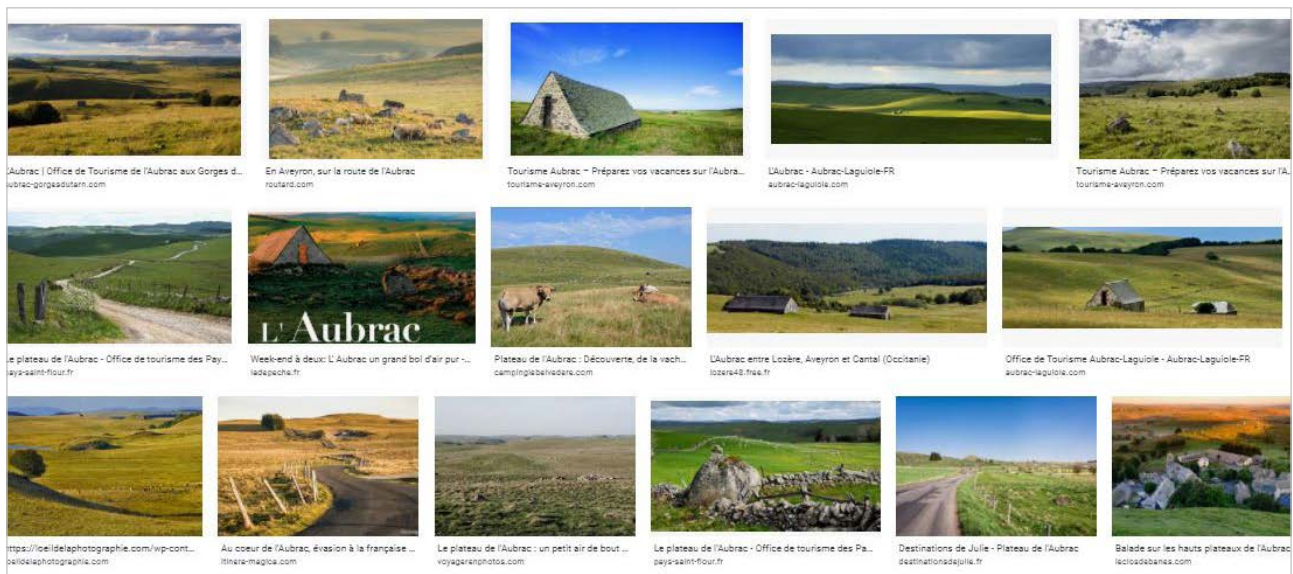 L'Aubrac | Office de Tourisme de l'Aubrac aux Gorges d...
aubrac-gorgesdutarn.com
En Aveyron, sur la route de l'Aubrac
routard.com
Tourisme Aubrac – Préparez vos vacances sur l'Aubra...
tourisme-aveyron.com
L'Aubrac - Aubrac-Laguiole-FR
aubrac-laguiole.com
Tourisme Aubrac – Préparez vos vacances sur l'A...
tourisme-aveyron.com
L'Aubrac
Le plateau de l'Aubrac - Office de tourisme des Pay...
pays-saint-flour.fr
Week-end à deux: L' Aubrac un grand bol d'air pur -...
ladepeche.fr
Plateau de l'Aubrac : Découverte, de la vach...
campinglebelvedere.com
L'Aubrac entre Lozère, Aveyron et Cantal (Occitanie)
lozere48.free.fr
Office de Tourisme Aubrac-Laguiole - Aubrac-Laguiole-FR
aubrac-laguiole.com
https://loeildelaphotographie.com/wp-cont...
loeildelaphotographie.com
Au coeur de l'Aubrac, évasion à la française ...
itinera-magica.com
Le plateau de l'Aubrac : un petit air de bout ...
voyagerenphotos.com
Le plateau de l'Aubrac - Office de tourisme des Pa...
pays-saint-flour.fr
Destinations de Julie - Plateau de l'Aubrac
destinationsdejulie.fr
Balade sur les hauts plateaux de l'Aubrac
leclosdebanes.com